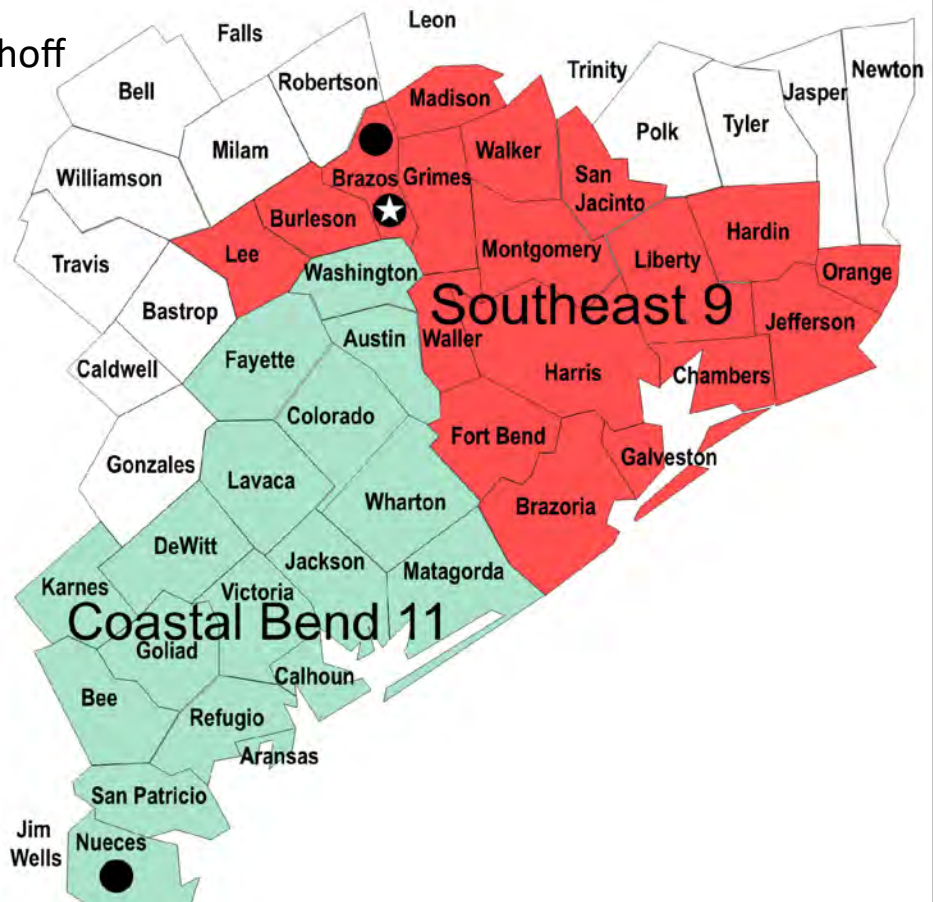 hoff
Falls
Leon
Bell
Robertson
Trinity
Newton
Jasper
Madison
Milam
Polk
Tyler
Walker
Williamson
Brazos Grimes
San
Jacinto
Burleson
Hardin
Lee
Montgomery
Liberty
Travis
Washington
Orange
Bastrop
Southeast 9
Austin
Waller
Jefferson
Caldwell
Fayette
Harris
Chambers
Colorado
Fort Bend
Galveston
Gonzales
Lavaca
Wharton
Brazoria
DeWitt
Jackson
Matagorda
Karnes
Victoria
Coastal Bend 11
Goliad
Calhoun
Bee
Refugio
Aransas
San Patricio
Jim
Wells
Nueces